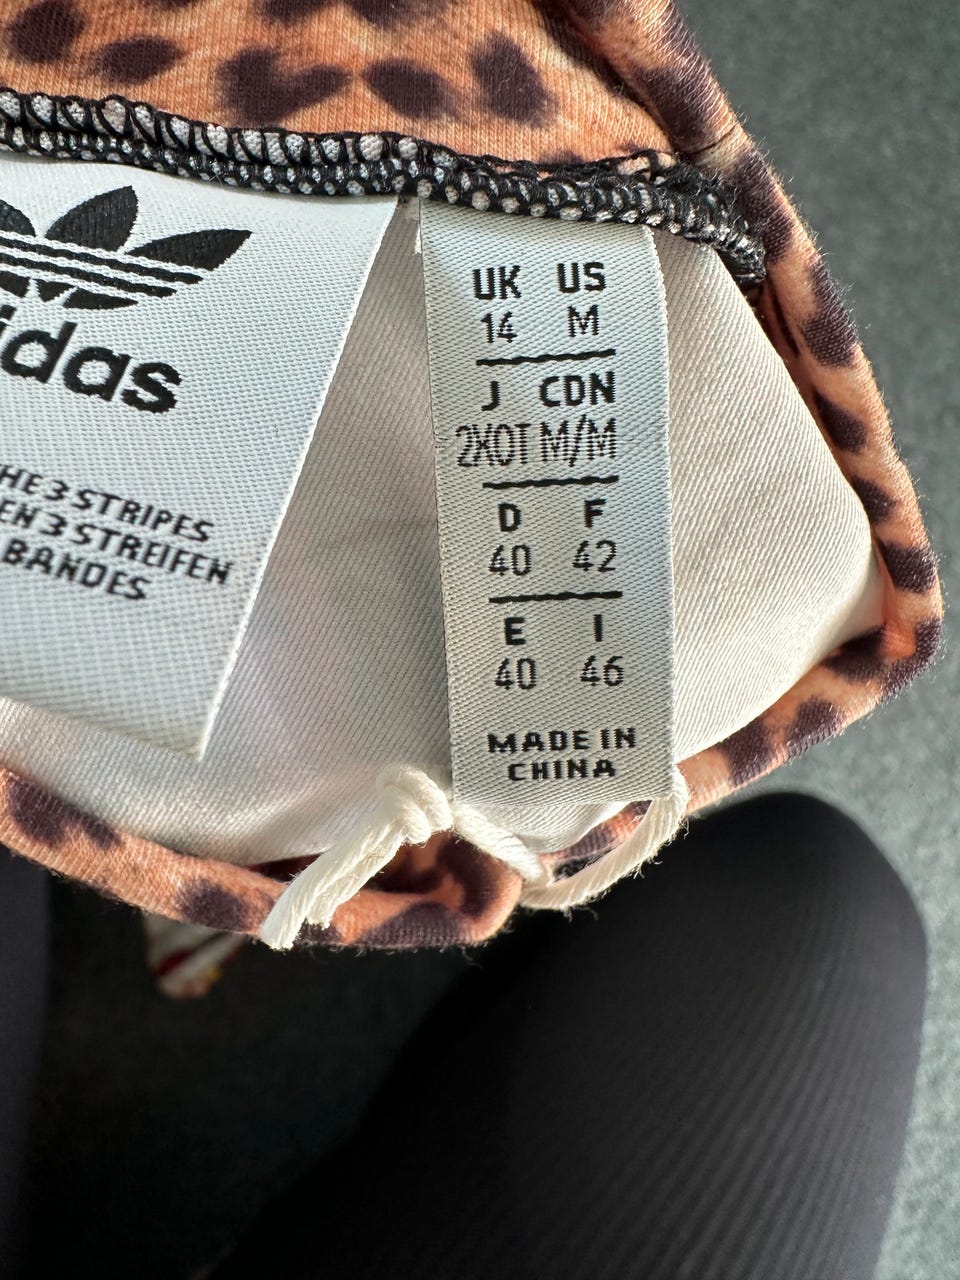 idas
HE 3 STRIPES
EN 3 STREIFEN
BANDES
UK US
14 M
J CDN
2XOT M/M
D F
40 42
E I
40 46
MADE IN
CHINA